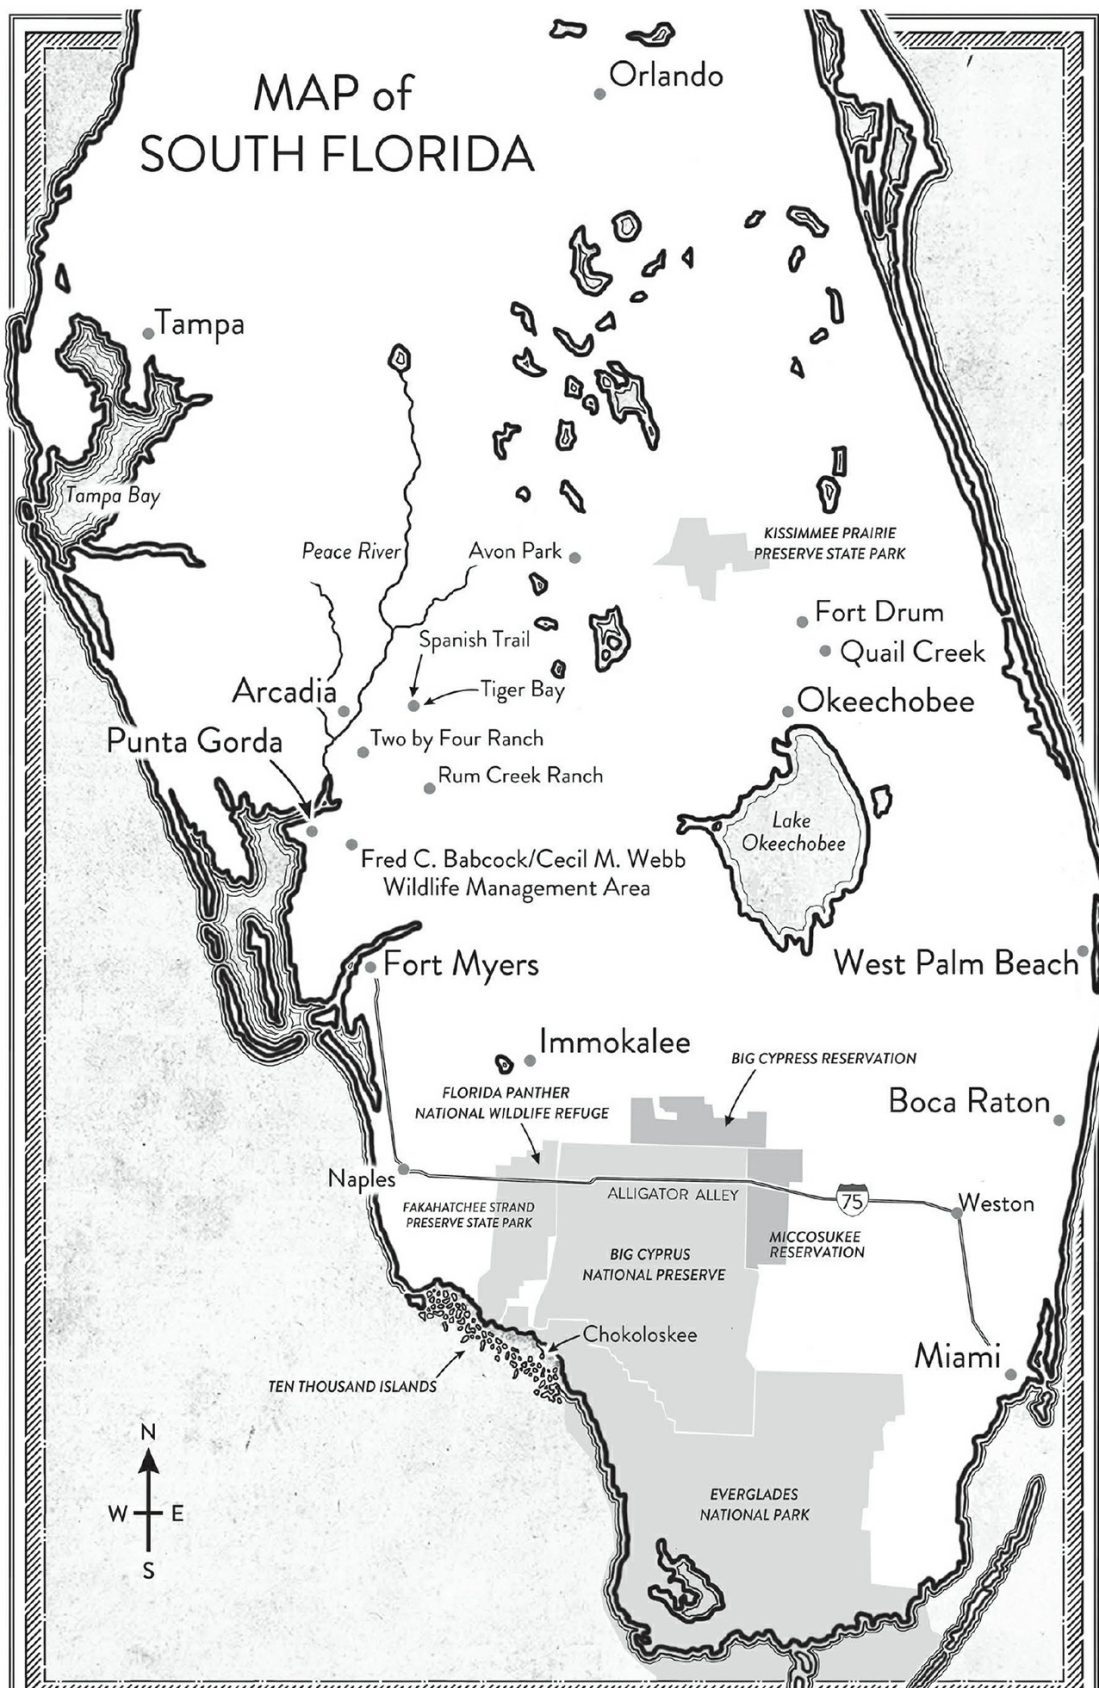 Orlando
MAP of
SOUTH FLORIDA
Tampa
Tampa Bay
KISSIMMEE PRAIRIE
PRESERVE STATE PARK
Peace River
Avon Park
Fort Drum
Spanish Trail
Quail Creek
Arcadia
Tiger Bay
Okeechobee
Punta Gorda
Two by Four Ranch
Rum Creek Ranch
Lake
Okeechobee
Fred C. Babcock/Cecil M. Webb
Wildlife Management Area
Fort Myers
West Palm Beach
Immokalee
BIG CYPRESS RESERVATION
FLORIDA PANTHER
NATIONAL WILDLIFE REFUGE
Boca Raton
Naples
ALLIGATOR ALLEY
75
Weston
FAKAHATCHEE STRAND
PRESERVE STATE PARK
MICCOSUKEE
RESERVATION
BIG CYPRUS
NATIONAL PRESERVE
Chokoloskee
Miami
TEN THOUSAND ISLANDS
N
W E
S
EVERGLADES
NATIONAL PARK